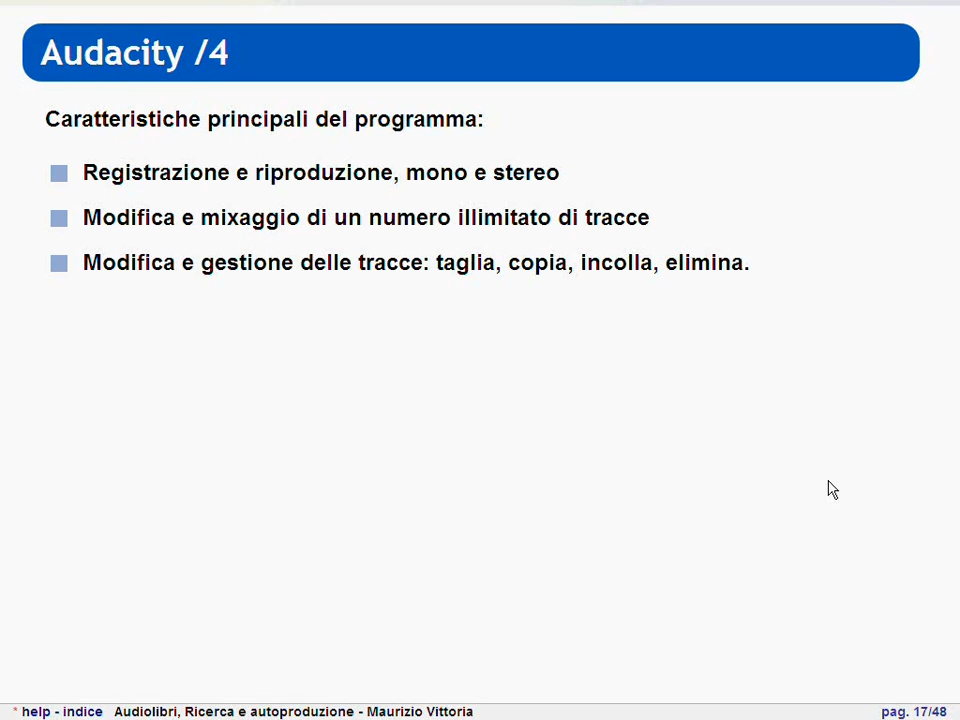 Audacity /4
Caratteristiche principali del programma:
Registrazione e riproduzione, mono e stereo
Modifica e mixaggio di un numero illimitato di tracce
Modifica e gestione delle tracce: taglia, copia, incolla, elimina.
* help - indice Audiolibri, Ricerca e autoproduzione - Maurizio Vittoria pag. 17/48